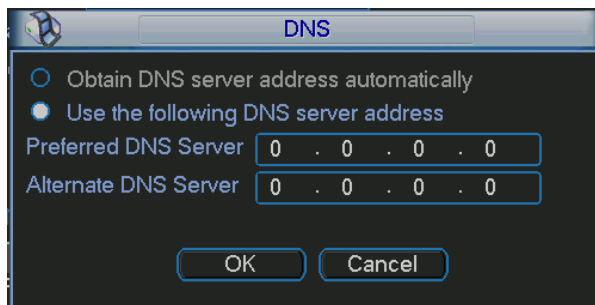 DNS
Obtain DNS server address automatically
Use the following DNS server address
Preferred DNS Server 0 . 0 . 0 . 0
Alternate DNS Server 0 . 0 . 0 . 0
OK Cancel